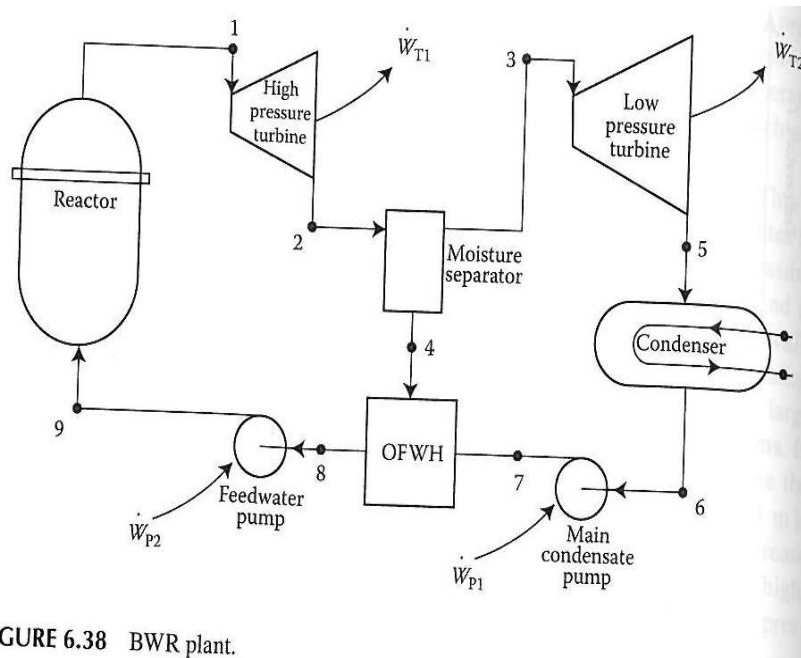 1
Ẇ_T1
High
pressure
turbine
2
Moisture
separator
3
Ẇ_T2
Low
pressure
turbine
Reactor
4
5
Condenser
OFWH
9
8
7
6
Feedwater
pump
Ẇ_P2
Main
condensate
pump
Ẇ_P1
GURE 6.38 BWR plant.